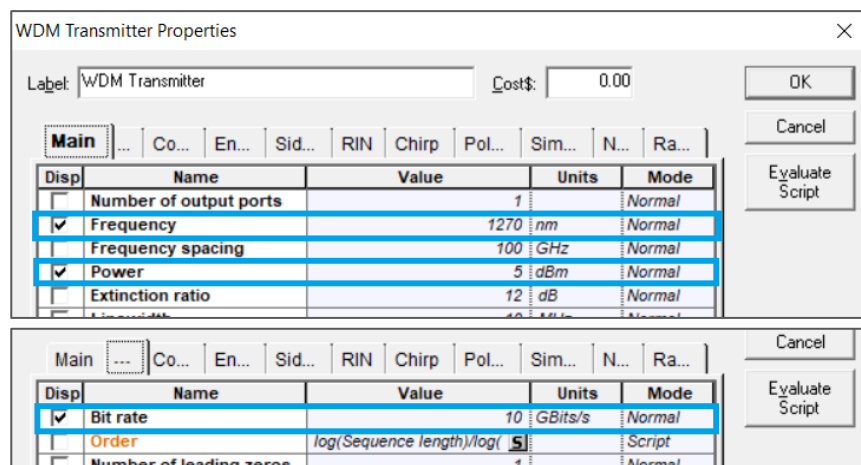 WDM Transmitter Properties
Label: WDM Transmitter Cost$: 0.00 OK
Main ... Co... En... Sid... RIN Chirp Pol... Sim... N... Ra... Cancel
Disp Name Value Units Mode Evaluate Script
Number of output ports 1 Normal
Frequency 1270 nm Normal
Frequency spacing 100 GHz Normal
Power 5 dBm Normal
Extinction ratio 12 dB Normal
Main --- Co... En... Sid... RIN Chirp Pol... Sim... N... Ra... Cancel
Disp Name Value Units Mode Evaluate Script
Bit rate 10 GBits/s Normal
Order log(Sequence length)/log( S Script
Number of leading zeros 1 Normal